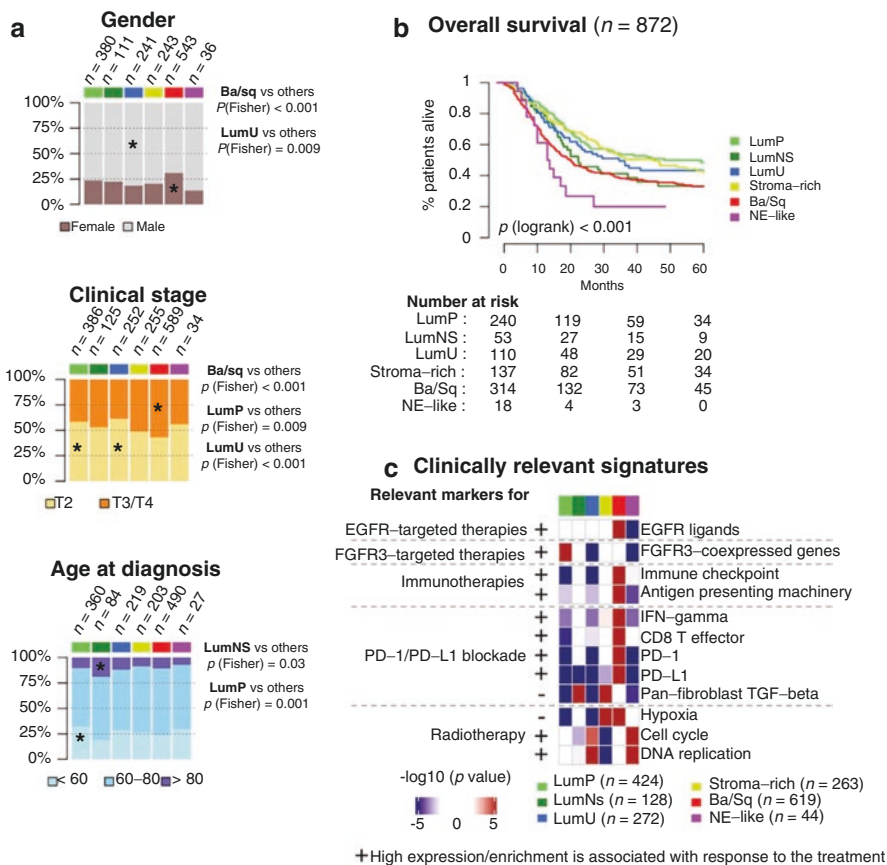 a
Gender
n = 380
n = 111
n = 241
n = 243
n = 543
n = 36
100%
75%
50%
25%
0%
*
*
Ba/sq vs others
P(Fisher) < 0.001
LumU vs others
P(Fisher) = 0.009
Female Male
Clinical stage
n = 386
n = 125
n = 252
n = 255
n = 589
n = 34
100%
75%
50%
25%
0%
*
*
*
Ba/sq vs others
p (Fisher) < 0.001
LumP vs others
p (Fisher) = 0.009
LumU vs others
p (Fisher) < 0.001
T2 T3/T4
Age at diagnosis
n = 360
n = 84
n = 219
n = 203
n = 490
n = 27
100%
75%
50%
25%
0%
*
*
LumNS vs others
p (Fisher) = 0.03
LumP vs others
p (Fisher) = 0.001
< 60 60–80 > 80
b Overall survival (n = 872)
% patients alive
1
0.8
0.6
0.4
0.2
0
p (logrank) < 0.001
0 10 20 30 40 50 60
Months
LumP
LumNS
LumU
Stroma–rich
Ba/Sq
NE–like
Number at risk
LumP : 240 119 59 34
LumNS : 53 27 15 9
LumU : 110 48 29 20
Stroma–rich : 137 82 51 34
Ba/Sq : 314 132 73 45
NE–like : 18 4 3 0
c Clinically relevant signatures
Relevant markers for
EGFR–targeted therapies + EGFR ligands
FGFR3–targeted therapies + FGFR3–coexpressed genes
Immunotherapies
+ Immune checkpoint
+ Antigen presenting machinery
PD–1/PD–L1 blockade
+ IFN–gamma
+ CD8 T effector
+ PD–1
+ PD–L1
- Pan–fibroblast TGF–beta
Radiotherapy
- Hypoxia
+ Cell cycle
+ DNA replication
-log10 (p value)
-5 0 5
LumP (n = 424)
LumNs (n = 128)
LumU (n = 272)
Stroma–rich (n = 263)
Ba/Sq (n = 619)
NE–like (n = 44)
+High expression/enrichment is associated with response to the treatment